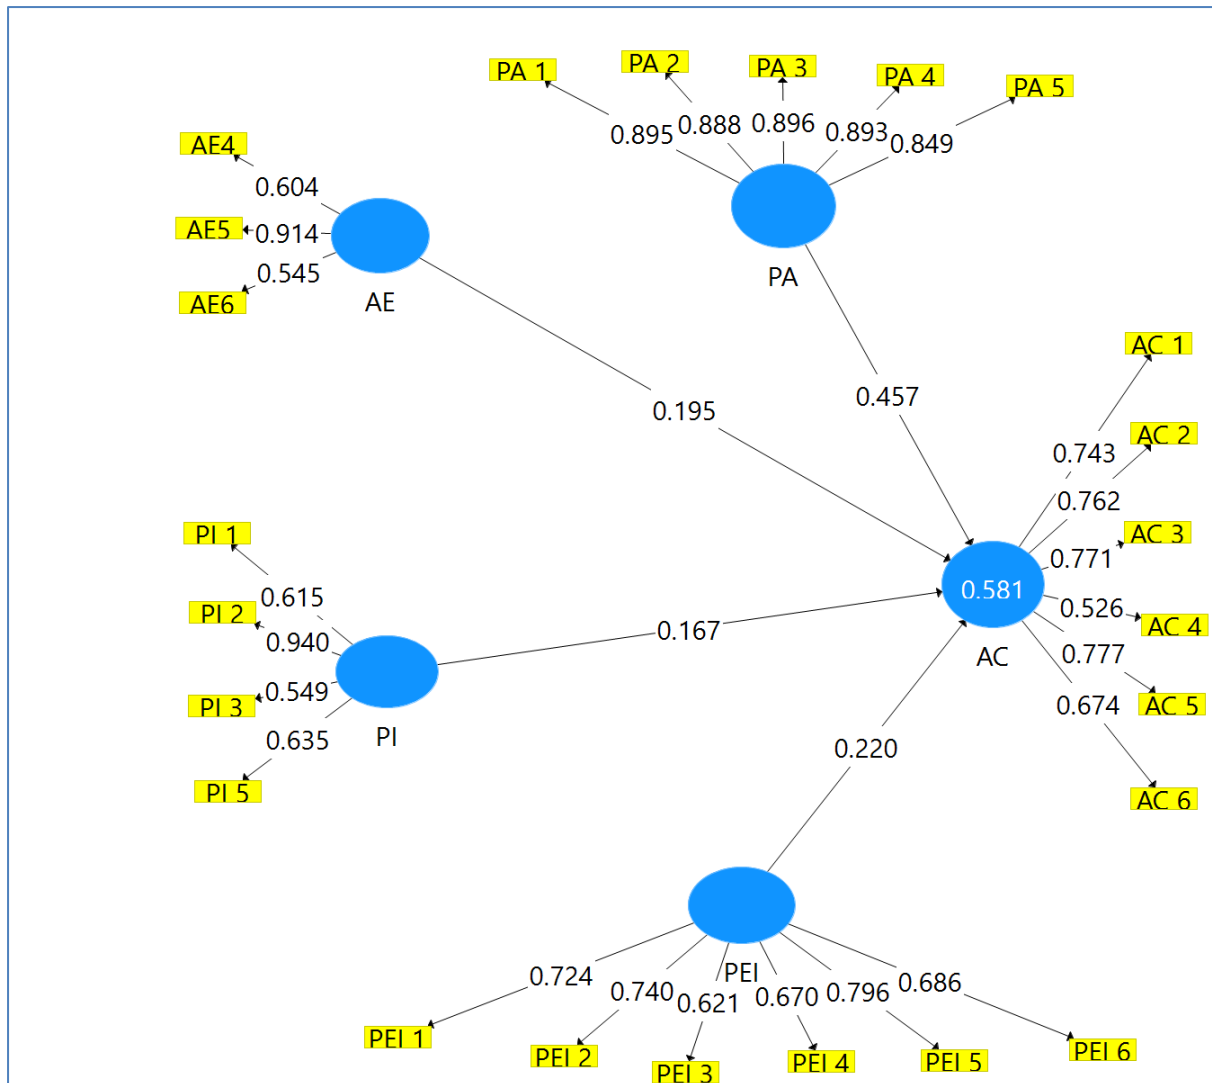 PA 1
PA 2
PA 3
PA 4
PA 5
0.895
0.888
0.896
0.893
0.849
PA
AE4
AE5
AE6
0.604
0.914
0.545
AE
0.195
0.457
AC 1
AC 2
AC 3
AC 4
AC 5
AC 6
0.743
0.762
0.771
0.526
0.777
0.674
0.581
AC
PI 1
PI 2
PI 3
PI 5
0.615
0.940
0.549
0.635
PI
0.167
0.220
PEI
0.724
0.740
0.621
0.670
0.796
0.686
PEI 1
PEI 2
PEI 3
PEI 4
PEI 5
PEI 6